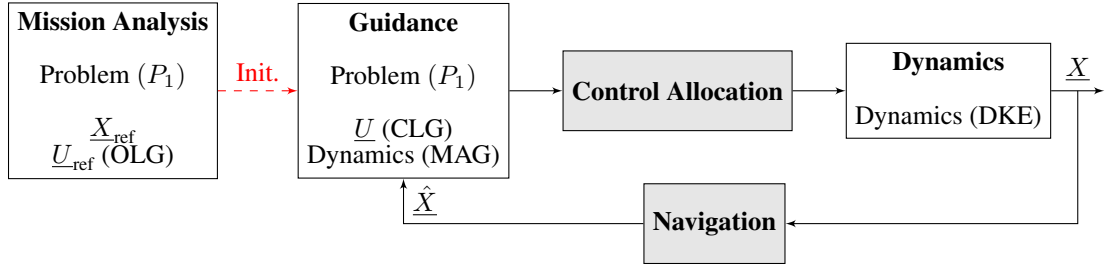 Mission Analysis
Problem (P₁)
X_ref
U_ref (OLG)
Init.
Guidance
Problem (P₁)
U (CLG)
Dynamics (MAG)
Control Allocation
Dynamics
Dynamics (DKE)
X
X̂
Navigation